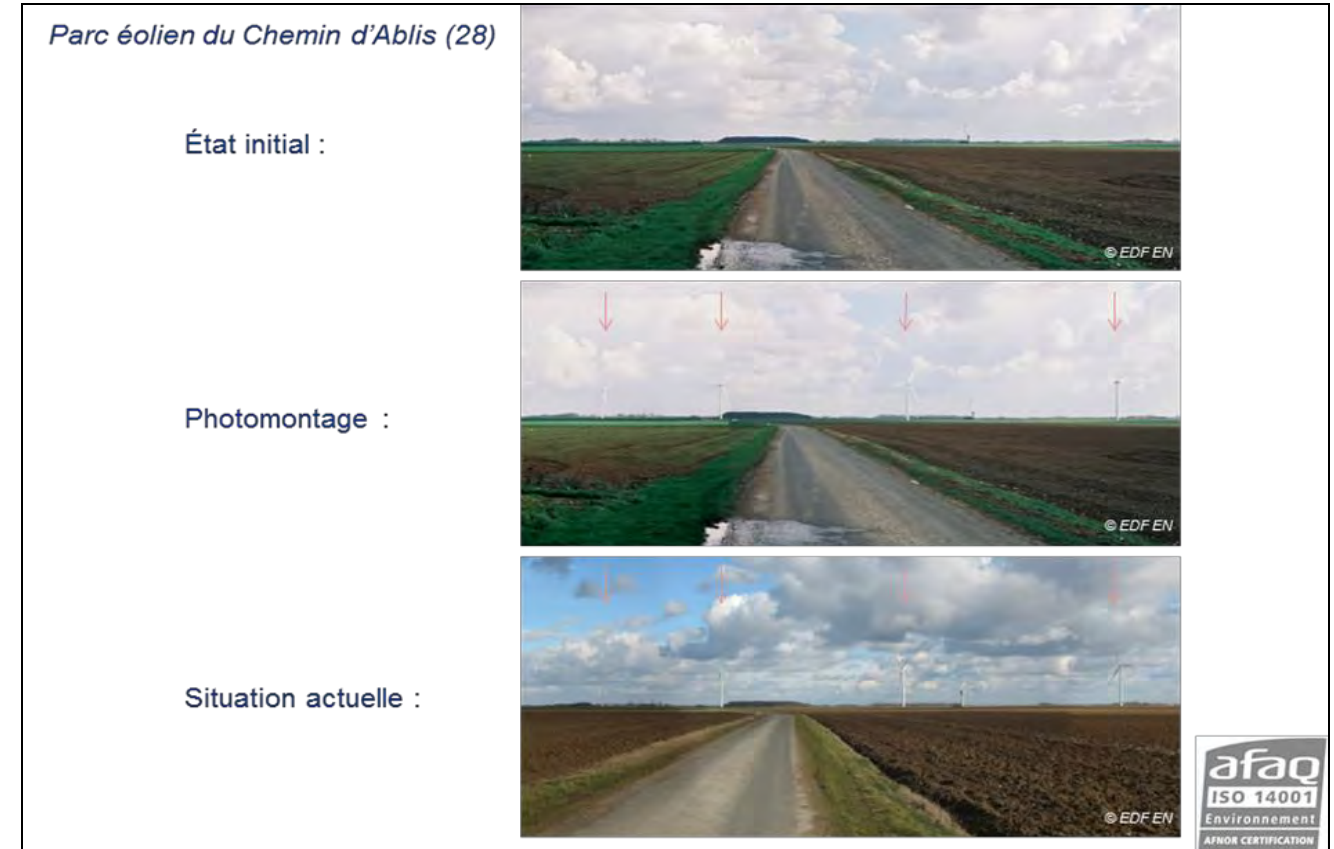 Parc éolien du Chemin d'Ablis (28)
État initial :
© EDF EN
Photomontage :
© EDF EN
Situation actuelle :
© EDF EN
afaq
ISO 14001
Environnement
AFNOR CERTIFICATION